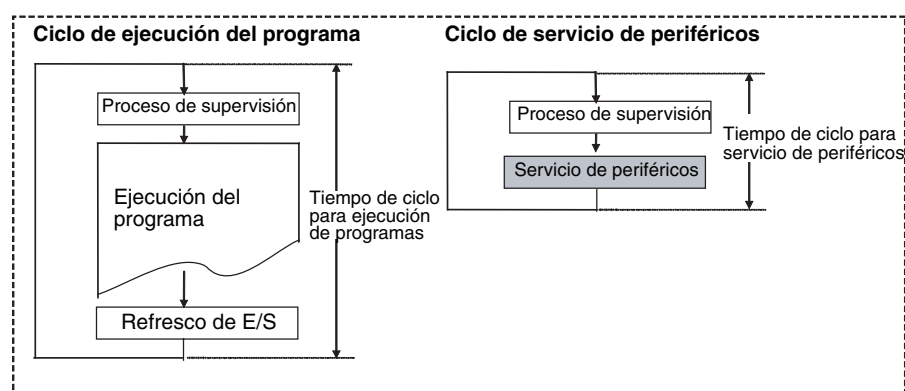 Ciclo de ejecución del programa
Proceso de supervisión
Ejecución del
programa
Refresco de E/S
Tiempo de ciclo
para ejecución
de programas
Ciclo de servicio de periféricos
Proceso de supervisión
Servicio de periféricos
Tiempo de ciclo para
servicio de periféricos